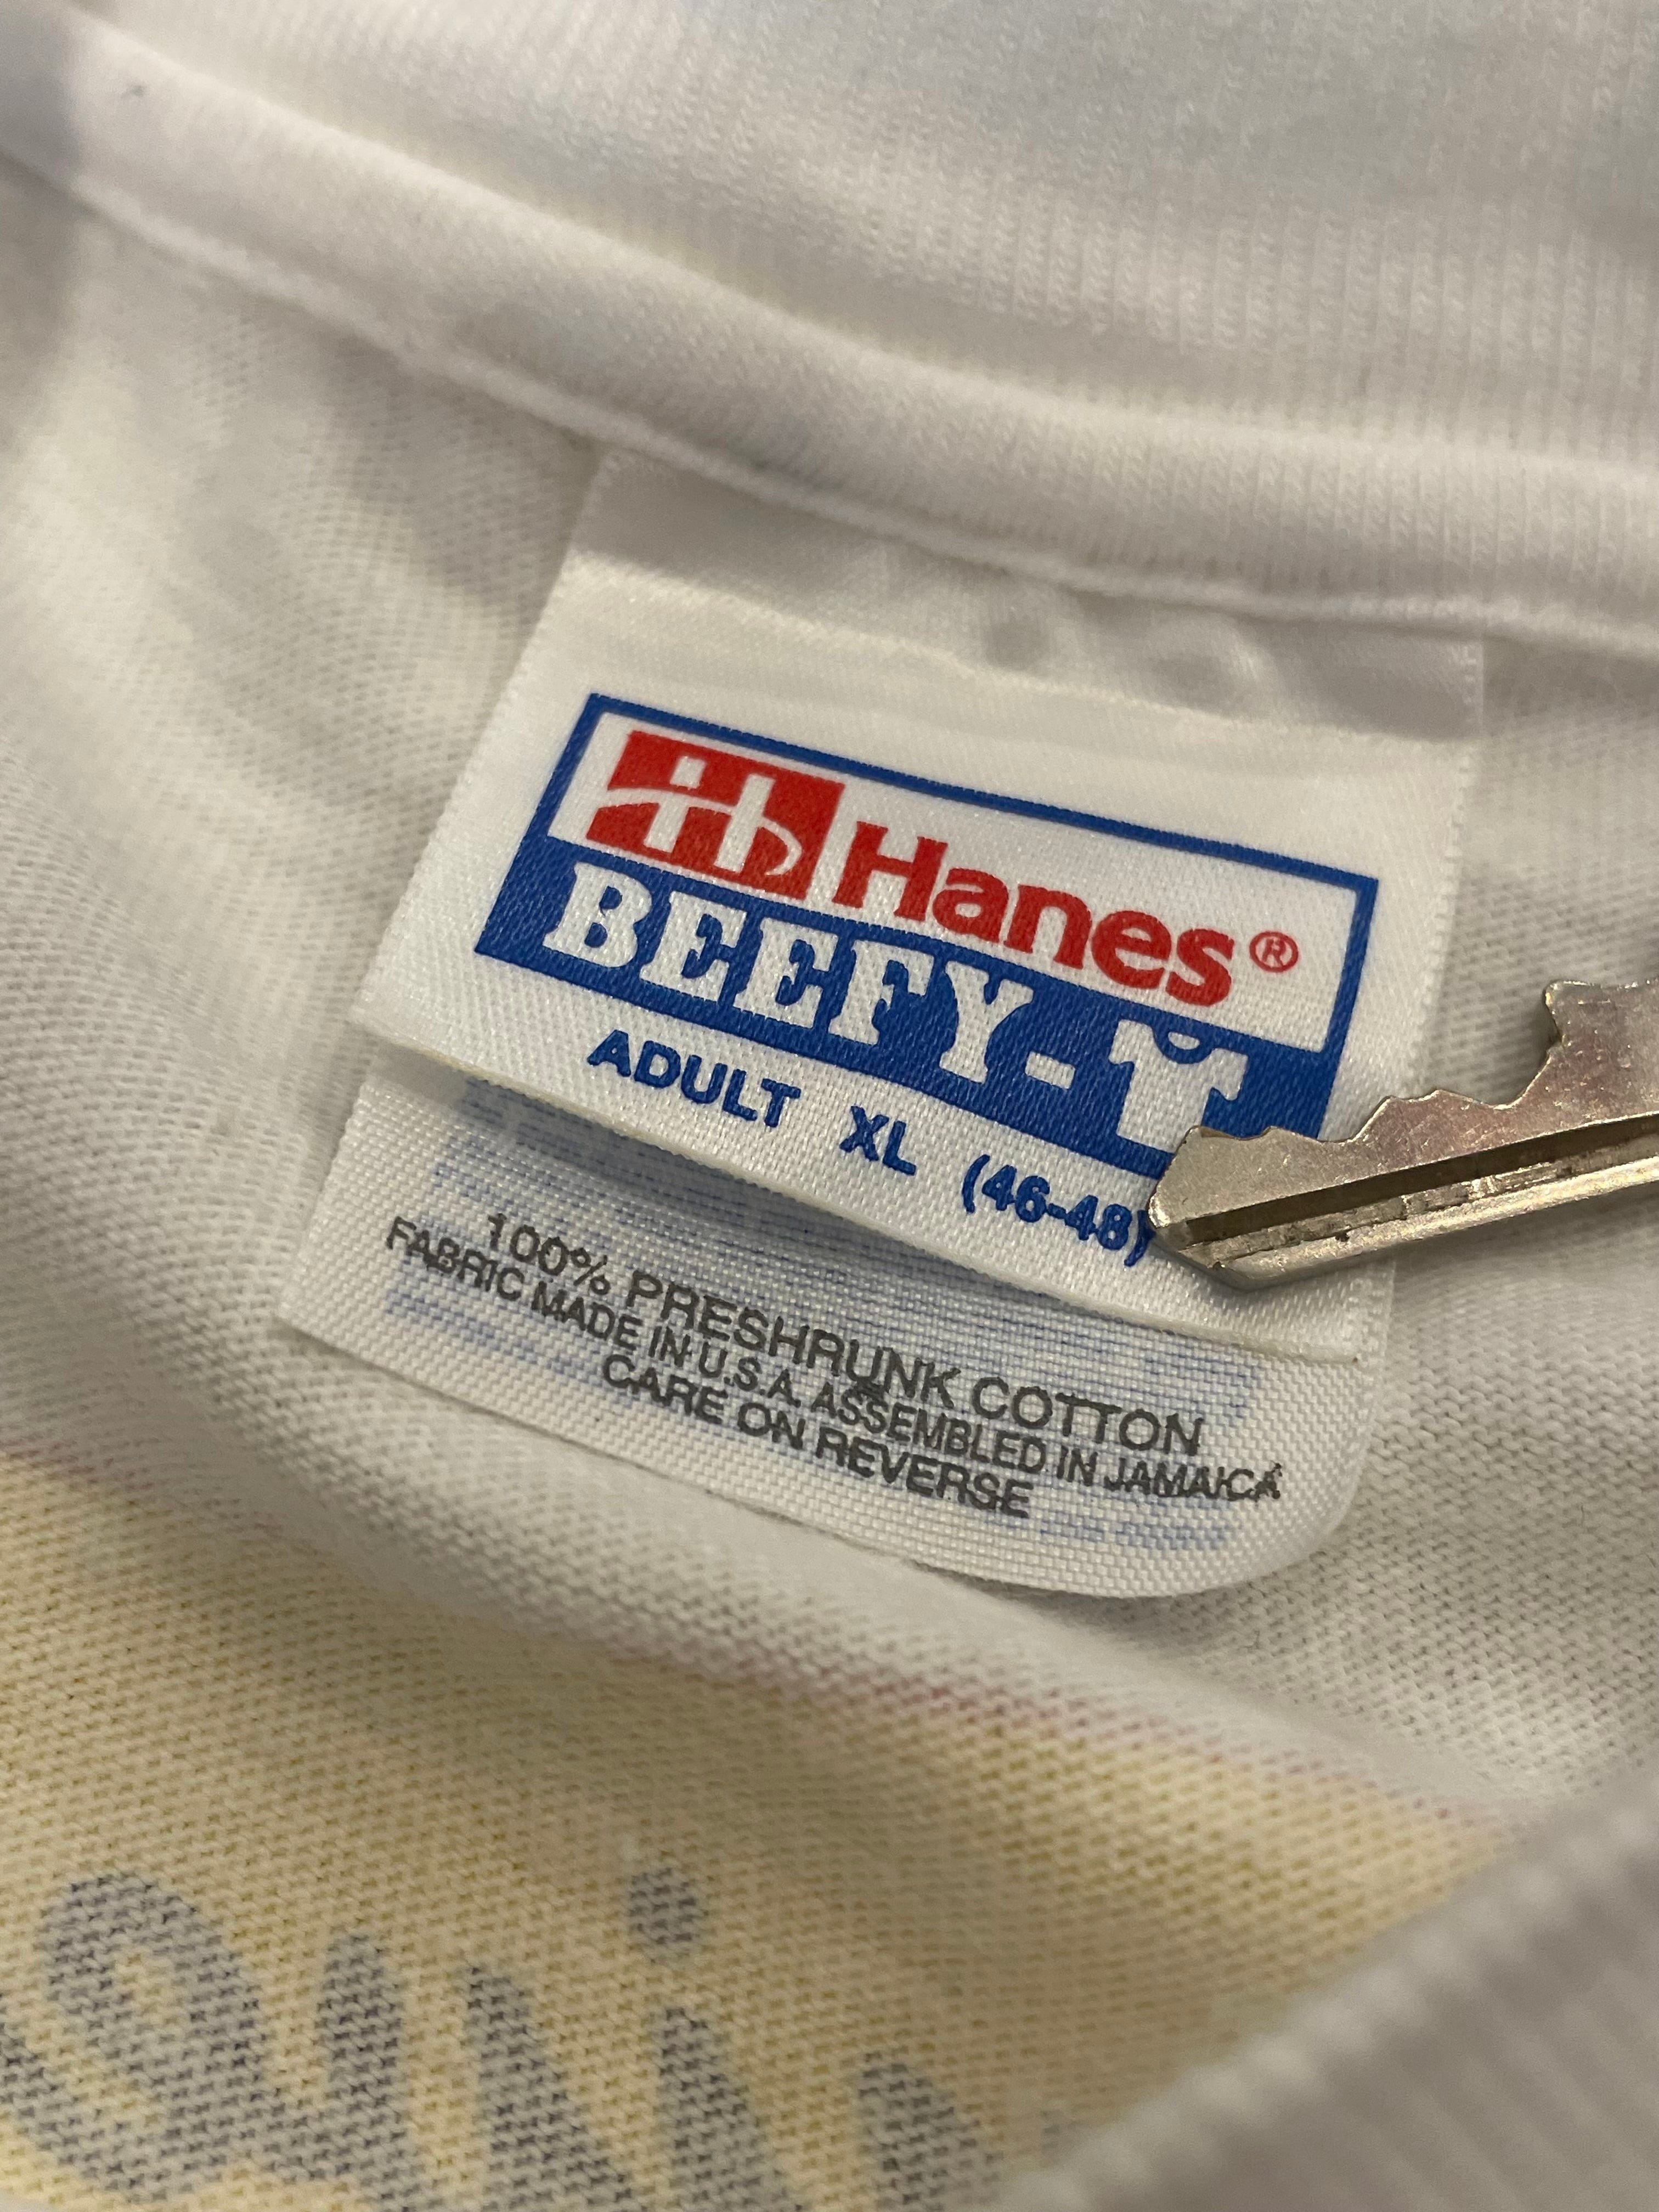 Hanes®
BEEFY-T
ADULT XL (46-48)
100% PRESHRUNK COTTON
FABRIC MADE IN U.S.A. ASSEMBLED IN JAMAICA
CARE ON REVERSE